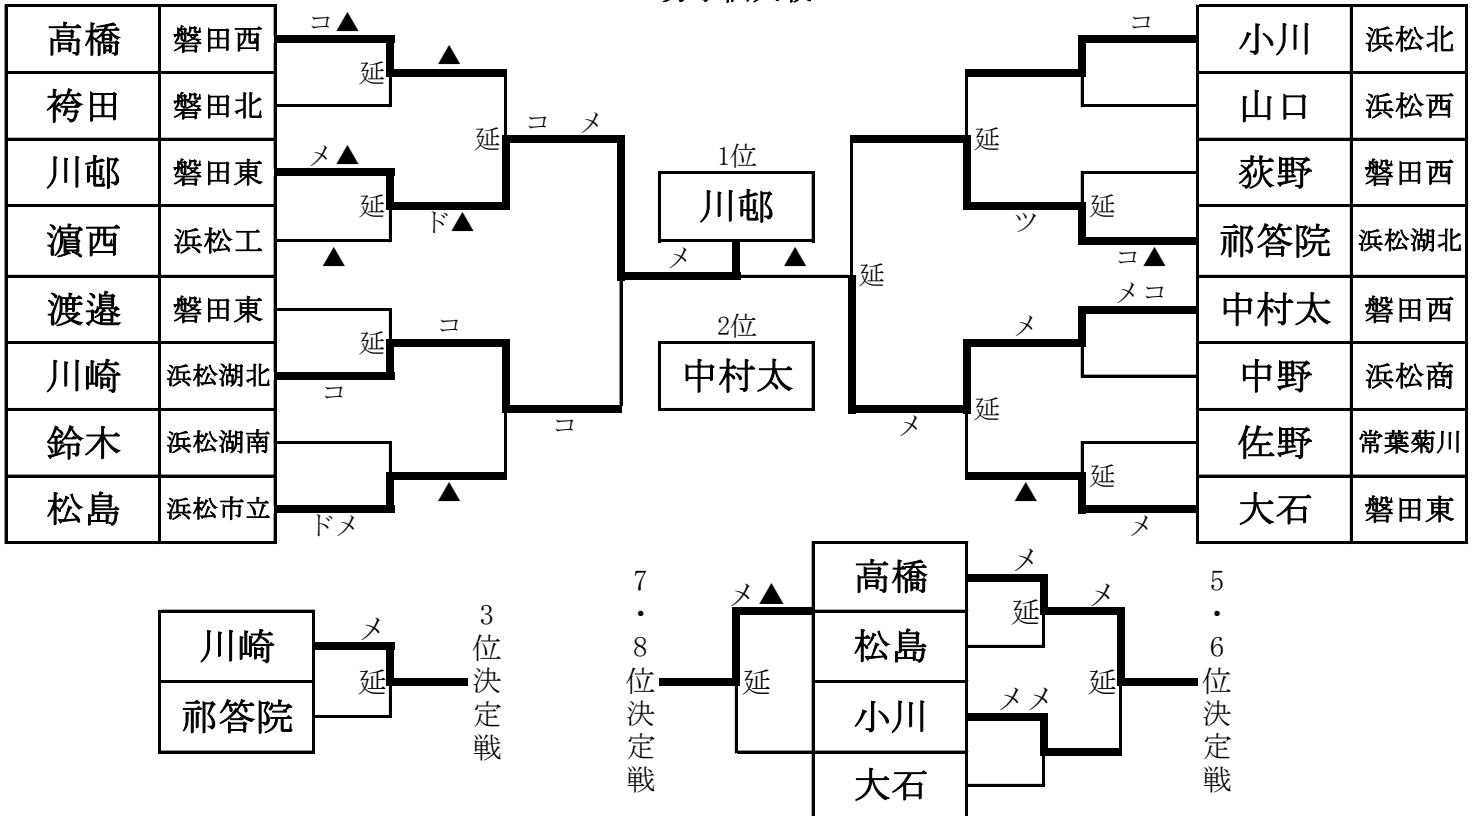 高橋 磐田西
袴田 磐田北
川邨 磐田東
濵西 浜松工
渡邉 磐田東
川崎 浜松湖北
鈴木 浜松湖南
松島 浜松市立
コ▲
延
▲
メ▲
延
▲
ド▲
延
コ メ
延
コ
コ
ドメ
▲
コ
1位
川邨
メ
▲
2位
中村太
小川 浜松北
山口 浜松西
荻野 磐田西
祁答院 浜松湖北
中村太 磐田西
中野 浜松商
佐野 常葉菊川
大石 磐田東
コ
延
延
ツ
コ▲
延
メコ
メ
延
メ
延
▲
メ
川崎
祁答院
メ
延
3位決定戦
7・8位決定戦
メ▲
延
高橋
松島
小川
大石
メ
延
メメ
メ
延
5・6位決定戦